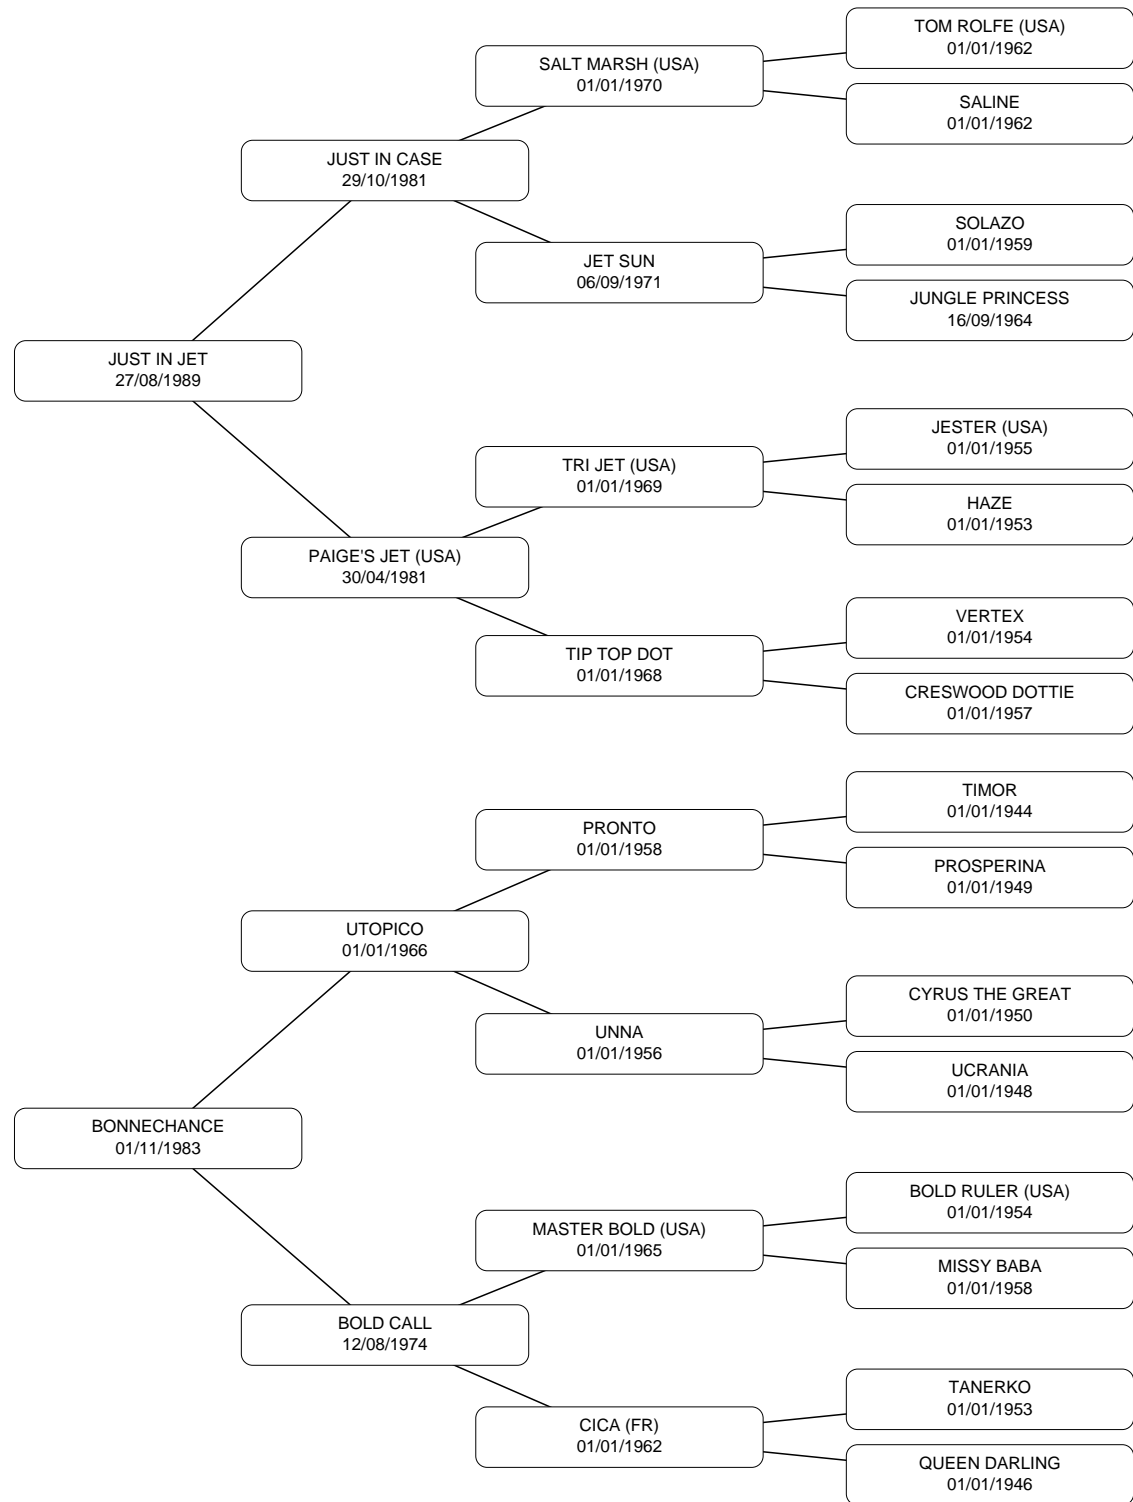 TOM ROLFE (USA)
01/01/1962
SALT MARSH (USA)
01/01/1970
SALINE
01/01/1962
JUST IN CASE
29/10/1981
SOLAZO
01/01/1959
JET SUN
06/09/1971
JUNGLE PRINCESS
16/09/1964
JUST IN JET
27/08/1989
JESTER (USA)
01/01/1955
TRI JET (USA)
01/01/1969
HAZE
01/01/1953
PAIGE'S JET (USA)
30/04/1981
VERTEX
01/01/1954
TIP TOP DOT
01/01/1968
CRESWOOD DOTTIE
01/01/1957
TIMOR
01/01/1944
PRONTO
01/01/1958
PROSPERINA
01/01/1949
UTOPICO
01/01/1966
CYRUS THE GREAT
01/01/1950
UNNA
01/01/1956
UCRANIA
01/01/1948
BONNECHANCE
01/11/1983
BOLD RULER (USA)
01/01/1954
MASTER BOLD (USA)
01/01/1965
MISSY BABA
01/01/1958
BOLD CALL
12/08/1974
TANERKO
01/01/1953
CICA (FR)
01/01/1962
QUEEN DARLING
01/01/1946